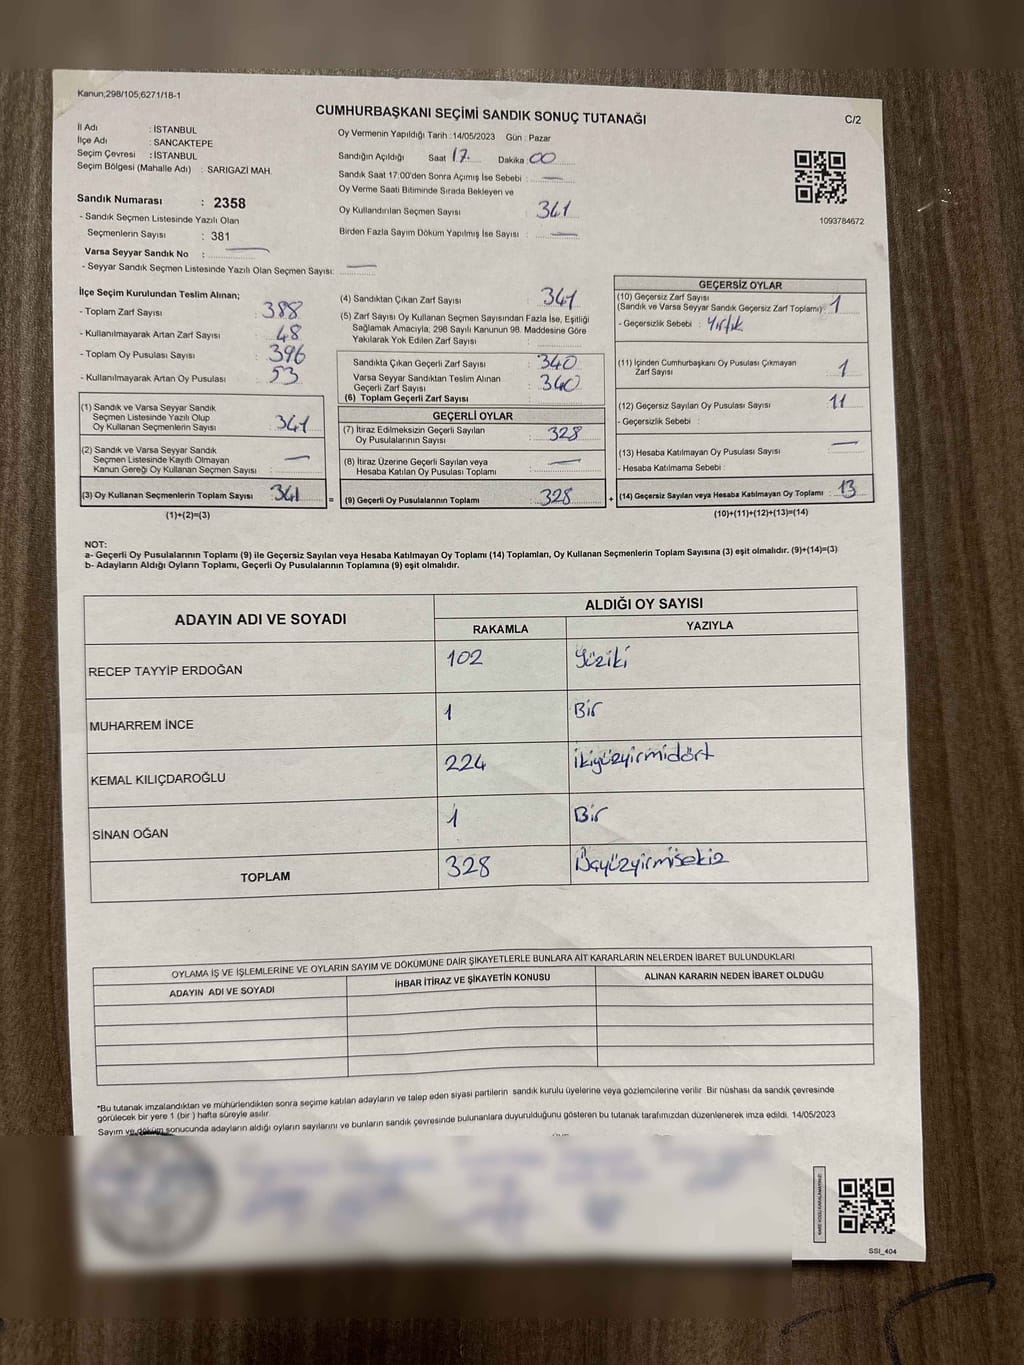 Kanun;298/105,6271/18-1
CUMHURBAŞKANI SEÇİMİ SANDIK SONUÇ TUTANAĞI
C/2
İl Adı : İSTANBUL
İlçe Adı : SANCAKTEPE
Seçim Çevresi : İSTANBUL
Seçim Bölgesi (Mahalle Adı) : SARIGAZİ MAH.
Sandık Numarası : 2358
- Sandık Seçmen Listesinde Yazılı Olan
Seçmenlerin Sayısı : 381
Varsa Seyyar Sandık No : —
- Seyyar Sandık Seçmen Listesinde Yazılı Olan Seçmen Sayısı: —
Oy Vermenin Yapıldığı Tarih :14/05/2023 Gün : Pazar
Sandığın Açıldığı Saat 17. Dakika :00
Sandık Saat 17:00'den Sonra Açımış İse Sebebi : —
Oy Verme Saati Bitiminde Sırada Bekleyen ve
Oy Kullandırılan Seçmen Sayısı : 341
Birden Fazla Sayım Döküm Yapılmış İse Sayısı : —
1093784672
İlçe Seçim Kurulundan Teslim Alınan;
- Toplam Zarf Sayısı : 388
- Kullanılmayarak Artan Zarf Sayısı : 48
- Toplam Oy Pusulası Sayısı : 396
- Kullanılmayarak Artan Oy Pusulası : 53
(1) Sandık ve Varsa Seyyar Sandık
Seçmen Listesinde Yazılı Olup
Oy Kullanan Seçmenlerin Sayısı : 341
(2) Sandık ve Varsa Seyyar Sandık
Seçmen Listesinde Kayıtlı Olmayan
Kanun Gereği Oy Kullanan Seçmen Sayısı : —
(3) Oy Kullanan Seçmenlerin Toplam Sayısı : 341
(1)+(2)=(3)
=
(4) Sandıktan Çıkan Zarf Sayısı : 341
(5) Zarf Sayısı Oy Kullanan Seçmen Sayısından Fazla İse, Eşitliği
Sağlamak Amacıyla; 298 Sayılı Kanunun 98. Maddesine Göre
Yakılarak Yok Edilen Zarf Sayısı :
Sandıkta Çıkan Geçerli Zarf Sayısı : 340
Varsa Seyyar Sandıktan Teslim Alınan
Geçerli Zarf Sayısı : 340
(6) Toplam Geçerli Zarf Sayısı
GEÇERLİ OYLAR
(7) İtiraz Edilmeksizin Geçerli Sayılan
Oy Pusulalarının Sayısı : 328
(8) İtiraz Üzerine Geçerli Sayılan veya
Hesaba Katılan Oy Pusulası Toplamı : —
(9) Geçerli Oy Pusulalarının Toplamı : 328
+
GEÇERSİZ OYLAR
(10) Geçersiz Zarf Sayısı
(Sandık ve Varsa Seyyar Sandık Geçersiz Zarf Toplamı) : 1
- Geçersizlik Sebebi : Yırtık
(11) İçinden Cumhurbaşkanı Oy Pusulası Çıkmayan
Zarf Sayısı : 1
(12) Geçersiz Sayılan Oy Pusulası Sayısı : 11
- Geçersizlik Sebebi :
(13) Hesaba Katılmayan Oy Pusulası Sayısı : —
- Hesaba Katılmama Sebebi :
(14) Geçersiz Sayılan veya Hesaba Katılmayan Oy Toplamı : 13
(10)+(11)+(12)+(13)=(14)
NOT:
a- Geçerli Oy Pusulalarının Toplamı (9) ile Geçersiz Sayılan veya Hesaba Katılmayan Oy Toplamı (14) Toplamları, Oy Kullanan Seçmenlerin Toplam Sayısına (3) eşit olmalıdır. (9)+(14)=(3)
b- Adayların Aldığı Oyların Toplamı, Geçerli Oy Pusulalarının Toplamına (9) eşit olmalıdır.
ADAYIN ADI VE SOYADI ALDIĞI OY SAYISI
RAKAMLA YAZIYLA
RECEP TAYYİP ERDOĞAN 102 Yüziki
MUHARREM İNCE 1 Bir
KEMAL KILIÇDAROĞLU 224 İkiyüzyirmidört
SİNAN OĞAN 1 Bir
TOPLAM 328 Üçyüzyirmisekiz
OYLAMA İŞ VE İŞLEMLERİNE VE OYLARIN SAYIM VE DÖKÜMÜNE DAİR ŞİKAYETLERLE BUNLARA AİT KARARLARIN NELERDEN İBARET BULUNDUKLARI
ADAYIN ADI VE SOYADI İHBAR İTİRAZ VE ŞİKAYETİN KONUSU ALINAN KARARIN NEDEN İBARET OLDUĞU
*Bu tutanak imzalandıktan ve mühürlendikten sonra seçime katılan adayların ve talep eden siyasi partilerin sandık kurulu üyelerine veya gözlemcilerine verilir. Bir nüshası da sandık çevresinde
görülecek bir yere 1 (bir ) hafta süreyle asılır.
Sayım ve döküm sonucunda adayların aldığı oyların sayılarını ve bunların sandık çevresinde bulunanlara duyurulduğunu gösteren bu tutanak tarafımızdan düzenlenerek imza edildi. 14/05/2023
SSI_404